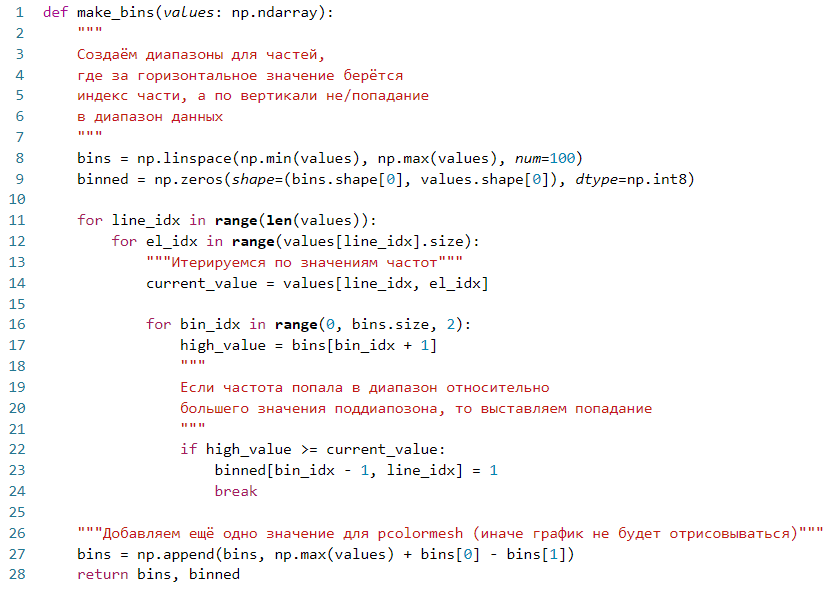 1 def make_bins(values: np.ndarray):
2 """
3 Создаём диапазоны для частей,
4 где за горизонтальное значение берётся
5 индекс части, а по вертикали не/попадание
6 в диапазон данных
7 """
8 bins = np.linspace(np.min(values), np.max(values), num=100)
9 binned = np.zeros(shape=(bins.shape[0], values.shape[0]), dtype=np.int8)
10
11 for line_idx in range(len(values)):
12 for el_idx in range(values[line_idx].size):
13 """Итерируемся по значениям частот"""
14 current_value = values[line_idx, el_idx]
15
16 for bin_idx in range(0, bins.size, 2):
17 high_value = bins[bin_idx + 1]
18 """
19 Если частота попала в диапазон относительно
20 большего значения поддиапозона, то выставляем попадание
21 """
22 if high_value >= current_value:
23 binned[bin_idx - 1, line_idx] = 1
24 break
25
26 """Добавляем ещё одно значение для pcolormesh (иначе график не будет отрисовываться)"""
27 bins = np.append(bins, np.max(values) + bins[0] - bins[1])
28 return bins, binned